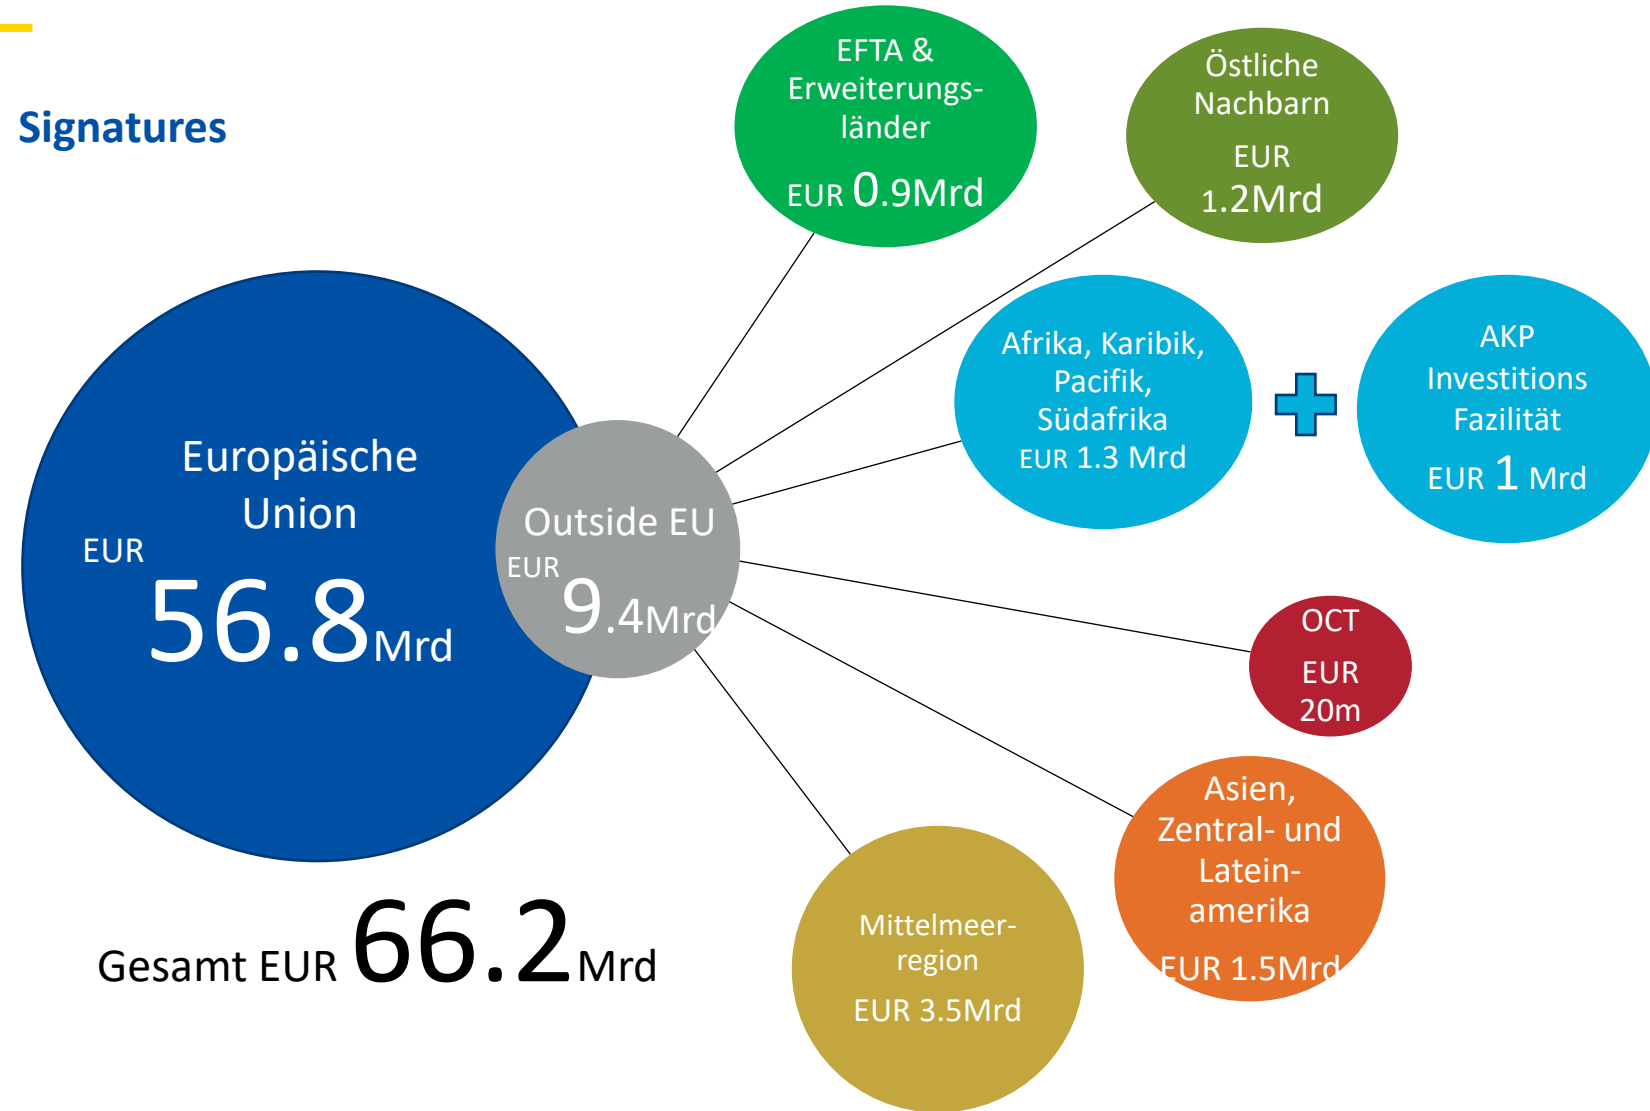 Signatures
EFTA &
Erweiterungs-
länder
EUR 0.9Mrd
Östliche
Nachbarn
EUR
1.2Mrd
Afrika, Karibik,
Pacifik,
Südafrika
EUR 1.3 Mrd
AKP
Investitions
Fazilität
EUR 1 Mrd
Europäische
Union
EUR
56.8Mrd
Outside EU
EUR
9.4Mrd
OCT
EUR
20m
Asien,
Zentral- und
Latein-
amerika
EUR 1.5Mrd
Mittelmeer-
region
EUR 3.5Mrd
Gesamt EUR 66.2Mrd